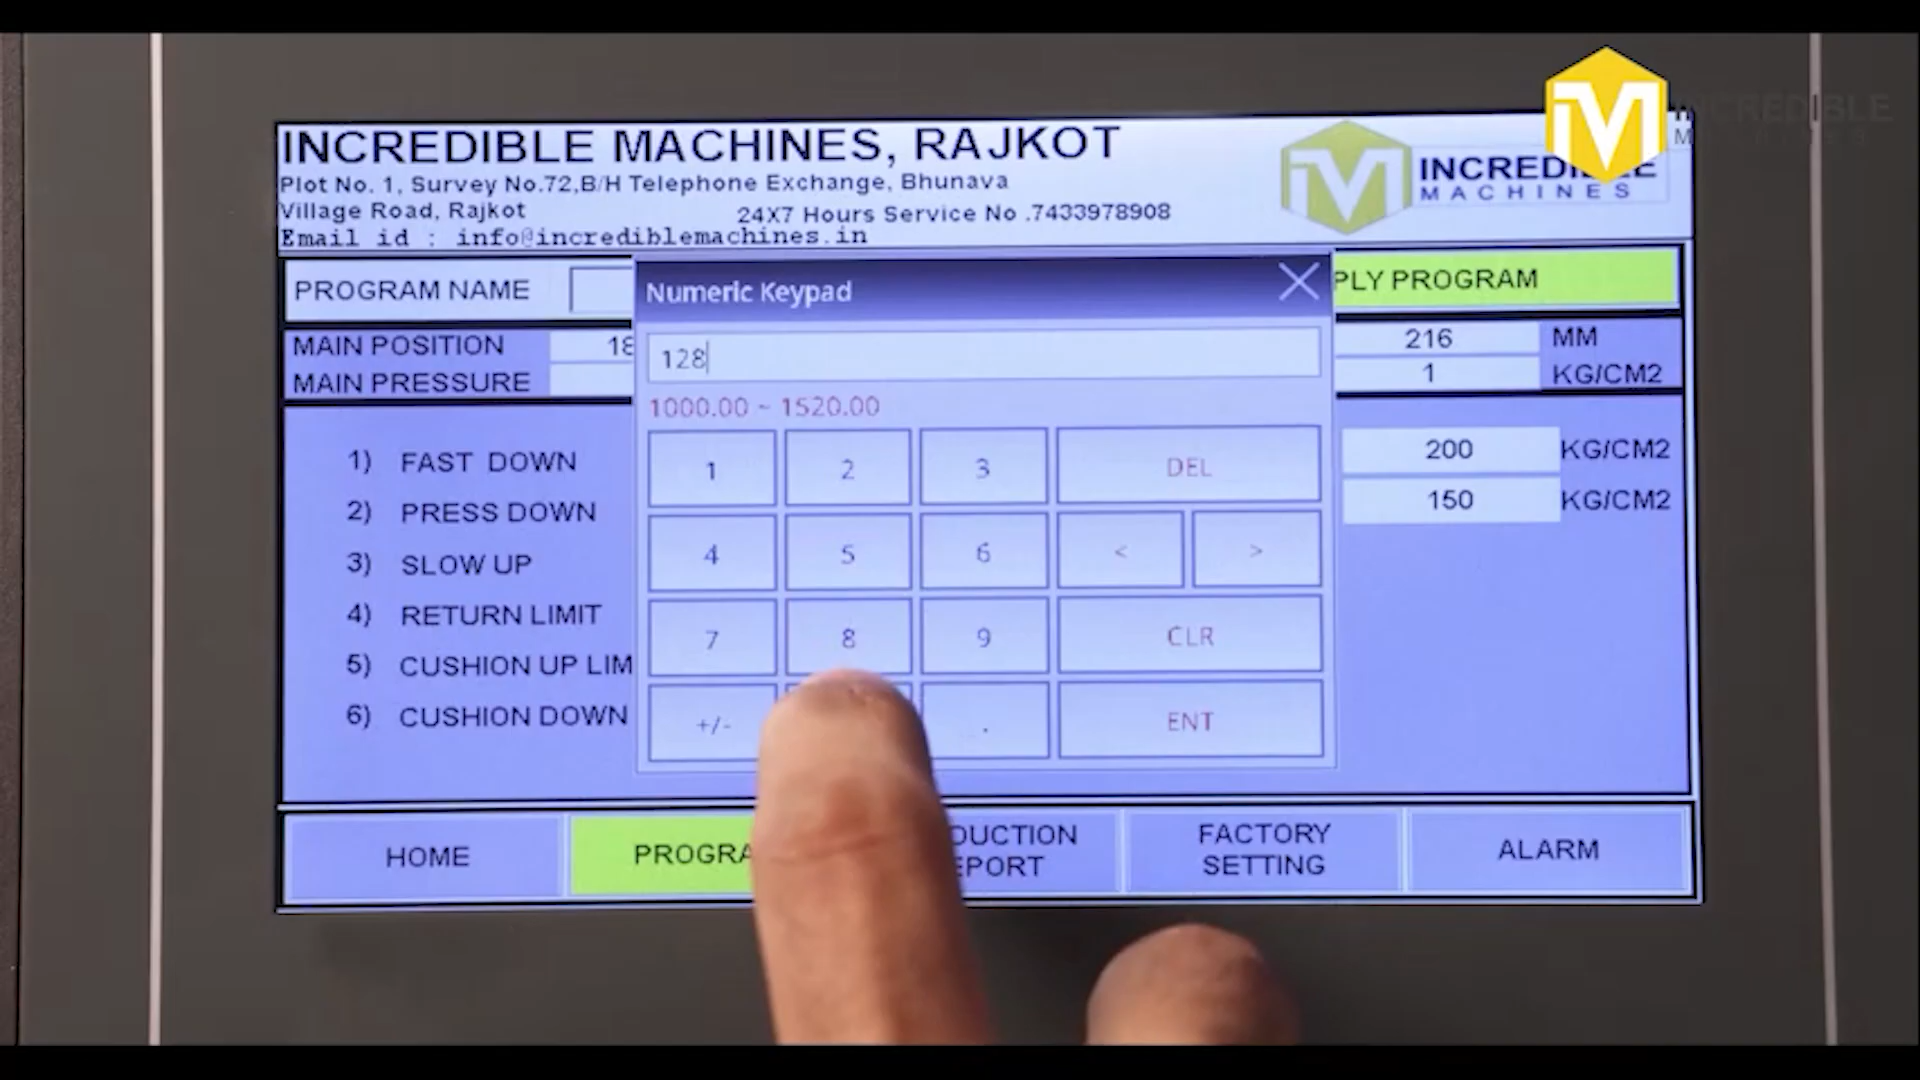 INCREDIBLE MACHINES, RAJKOT
Plot No. 1, Survey No.72,B/H Telephone Exchange, Bhunava
Village Road, Rajkot
24X7 Hours Service No .7433978908
Email id : info@incrediblemachines.in
INCREDIBLE
MACHINES
INCREDIBLE
PROGRAM NAME
PLY PROGRAM
Numeric Keypad
MAIN POSITION 18
216 MM
MAIN PRESSURE
1 KG/CM2
128
1000.00 ~ 1520.00
1 2 3 DEL
4 5 6 < >
7 8 9 CLR
+/- . ENT
1) FAST DOWN
200 KG/CM2
2) PRESS DOWN
150 KG/CM2
3) SLOW UP
4) RETURN LIMIT
5) CUSHION UP LIM
6) CUSHION DOWN
HOME
PROGRA
DUCTION
EPORT
FACTORY
SETTING
ALARM